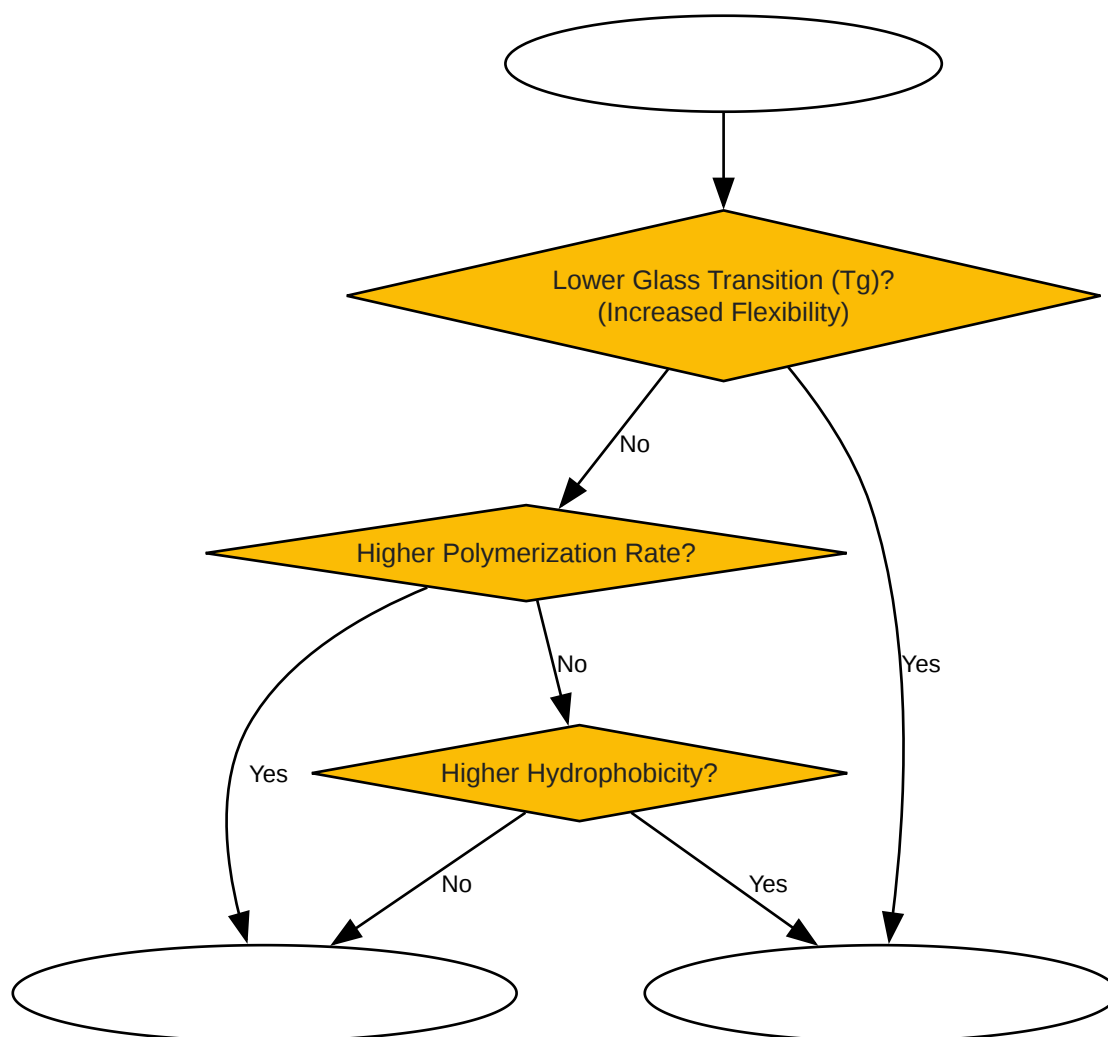 Lower Glass Transition (Tg)?
(Increased Flexibility)
No
Higher Polymerization Rate?
No
Yes
Higher Hydrophobicity?
Yes
No
Yes